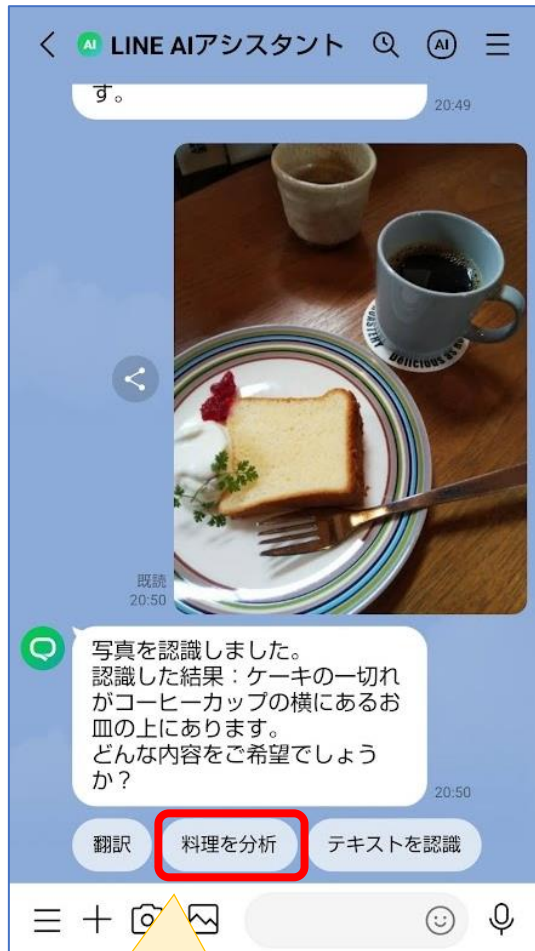 AI LINE AIアシスタント AI
す。
20:49
Delicious
既読
20:50
写真を認識しました。
認識した結果：ケーキの一切れ
がコーヒーカップの横にあるお
皿の上にあります。
どんな内容をご希望でしょう
か？
20:50
翻訳 料理を分析 テキストを認識